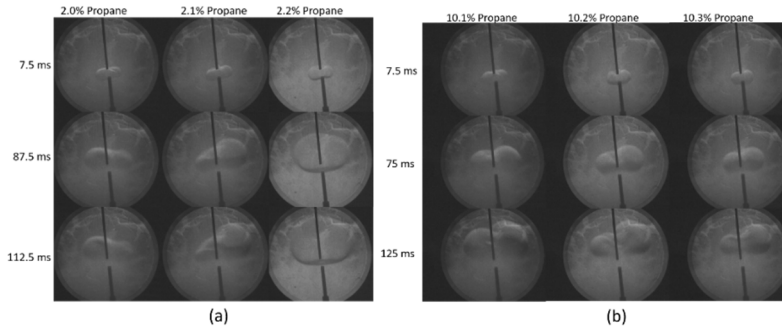 2.0% Propane 2.1% Propane 2.2% Propane
7.5 ms
87.5 ms
112.5 ms
(a)
10.1% Propane 10.2% Propane 10.3% Propane
7.5 ms
75 ms
125 ms
(b)